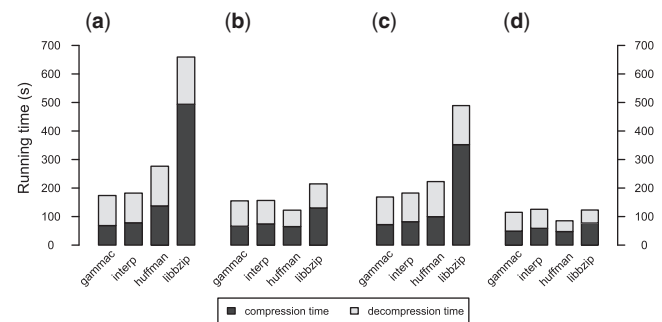 (a) (b) (c) (d)
Running time (s)
700 700
600 600
500 500
400 400
300 300
200 200
100 100
0 0
gammac interp huffman libbzip gammac interp huffman libbzip gammac interp huffman libbzip gammac interp huffman libbzip
compression time decompression time